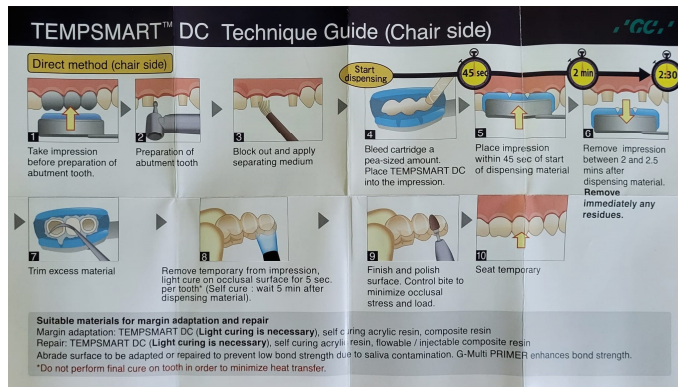 TEMPSMART™ DC Technique Guide (Chair side)
GC
Direct method (chair side)
Start
dispensing
45 sec
2 min
2:30
1
Take impression
before preparation of
abutment tooth.
2
Preparation of
abutment tooth
3
Block out and apply
separating medium
4
Bleed cartridge a
pea-sized amount.
Place TEMPSMART DC
into the impression.
5
Place impression
within 45 sec of start
of dispensing material
6
Remove impression
between 2 and 2.5
mins after
dispensing material.
Remove
immediately any
residues.
7
Trim excess material
8
Remove temporary from impression,
light cure on occlusal surface for 5 sec.
per tooth* (Self cure : wait 5 min after
dispensing material).
9
Finish and polish
surface. Control bite to
minimize occlusal
stress and load.
10
Seat temporary
Suitable materials for margin adaptation and repair
Margin adaptation: TEMPSMART DC (Light curing is necessary), self curing acrylic resin, composite resin
Repair: TEMPSMART DC (Light curing is necessary), self curing acrylic resin, flowable / injectable composite resin
Abrade surface to be adapted or repaired to prevent low bond strength due to saliva contamination. G-Multi PRIMER enhances bond strength.
*Do not perform final cure on tooth in order to minimize heat transfer.